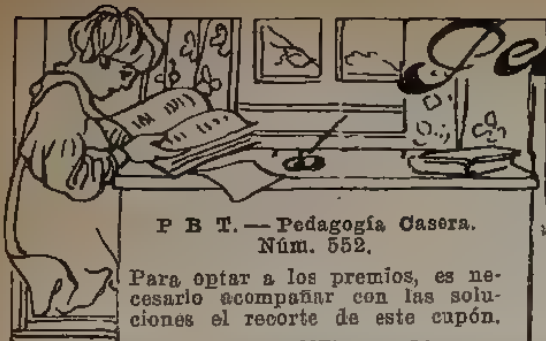 Pe
P B T. — Pedagogía Casera.
Núm. 552.
Para optar a los premios, es ne-
cesario acompañar con las solu-
ciones el recorte de este cupón.